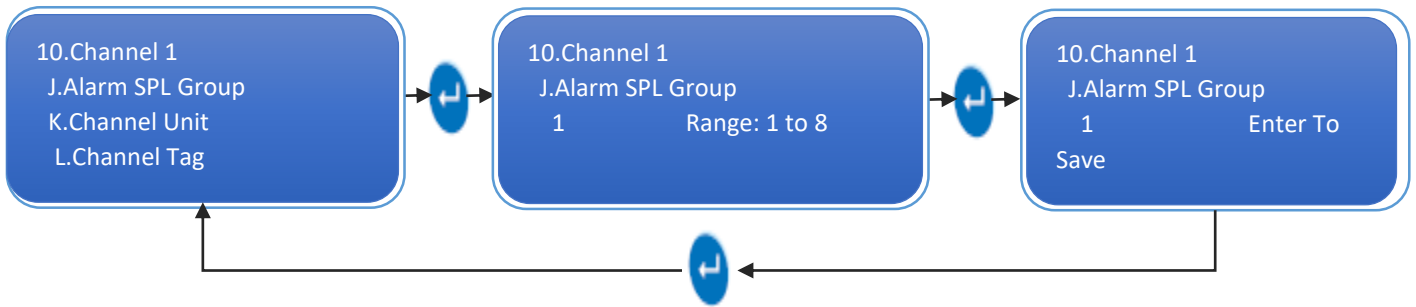 10.Channel 1
J.Alarm SPL Group
K.Channel Unit
L.Channel Tag
10.Channel 1
J.Alarm SPL Group
1 Range: 1 to 8
10.Channel 1
J.Alarm SPL Group
1 Enter To
Save